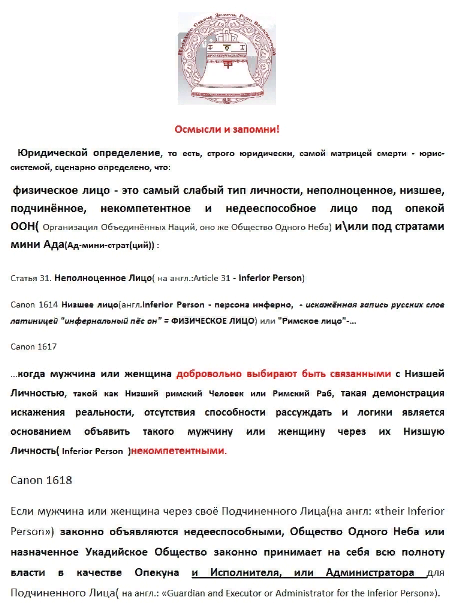 Осмысли и запомни!
Юридической определение, то есть, строго юридически, самой матрицей смерти - юрис-
системой, сценарно определено, что:
физическое лицо - это самый слабый тип личности, неполноценное, низшее,
подчинённое, некомпетентное и недееспособное лицо под опекой
ООН( Организация Объединённых Наций, оно же Общество Одного Неба) и\или под стратами
мини Ада(Ад-мини-страт(ций)) :
Статья 31. Неполноценное Лицо( на англ.:Article 31 - Inferior Person)
Canon 1614 Низшее лицо(англ.Inferior Person - персона инферно, - искажённая запись русских слов
латиницей "инфернальный пёс он" = ФИЗИЧЕСКОЕ ЛИЦО) или "Римское лицо"-...
Canon 1617
...когда мужчина или женщина добровольно выбирают быть связанными с Низшей
Личностью, такой как Низший римский Человек или Римский Раб, такая демонстрация
искажения реальности, отсутствия способности рассуждать и логики является
основанием объявить такого мужчину или женщину через их Низшую
Личность( Inferior Person )некомпетентными.
Canon 1618
Если мужчина или женщина через своё Подчиненного Лица(на англ: «their Inferior
Person») законно объявляются недееспособными, Общество Одного Неба или
назначенное Укадийское Общество законно принимает на себя всю полноту
власти в качестве Опекуна и Исполнителя, или Администратора для
Подчиненного Лица( на англ.: «Guardian and Executor or Administrator for the Inferior Person»).